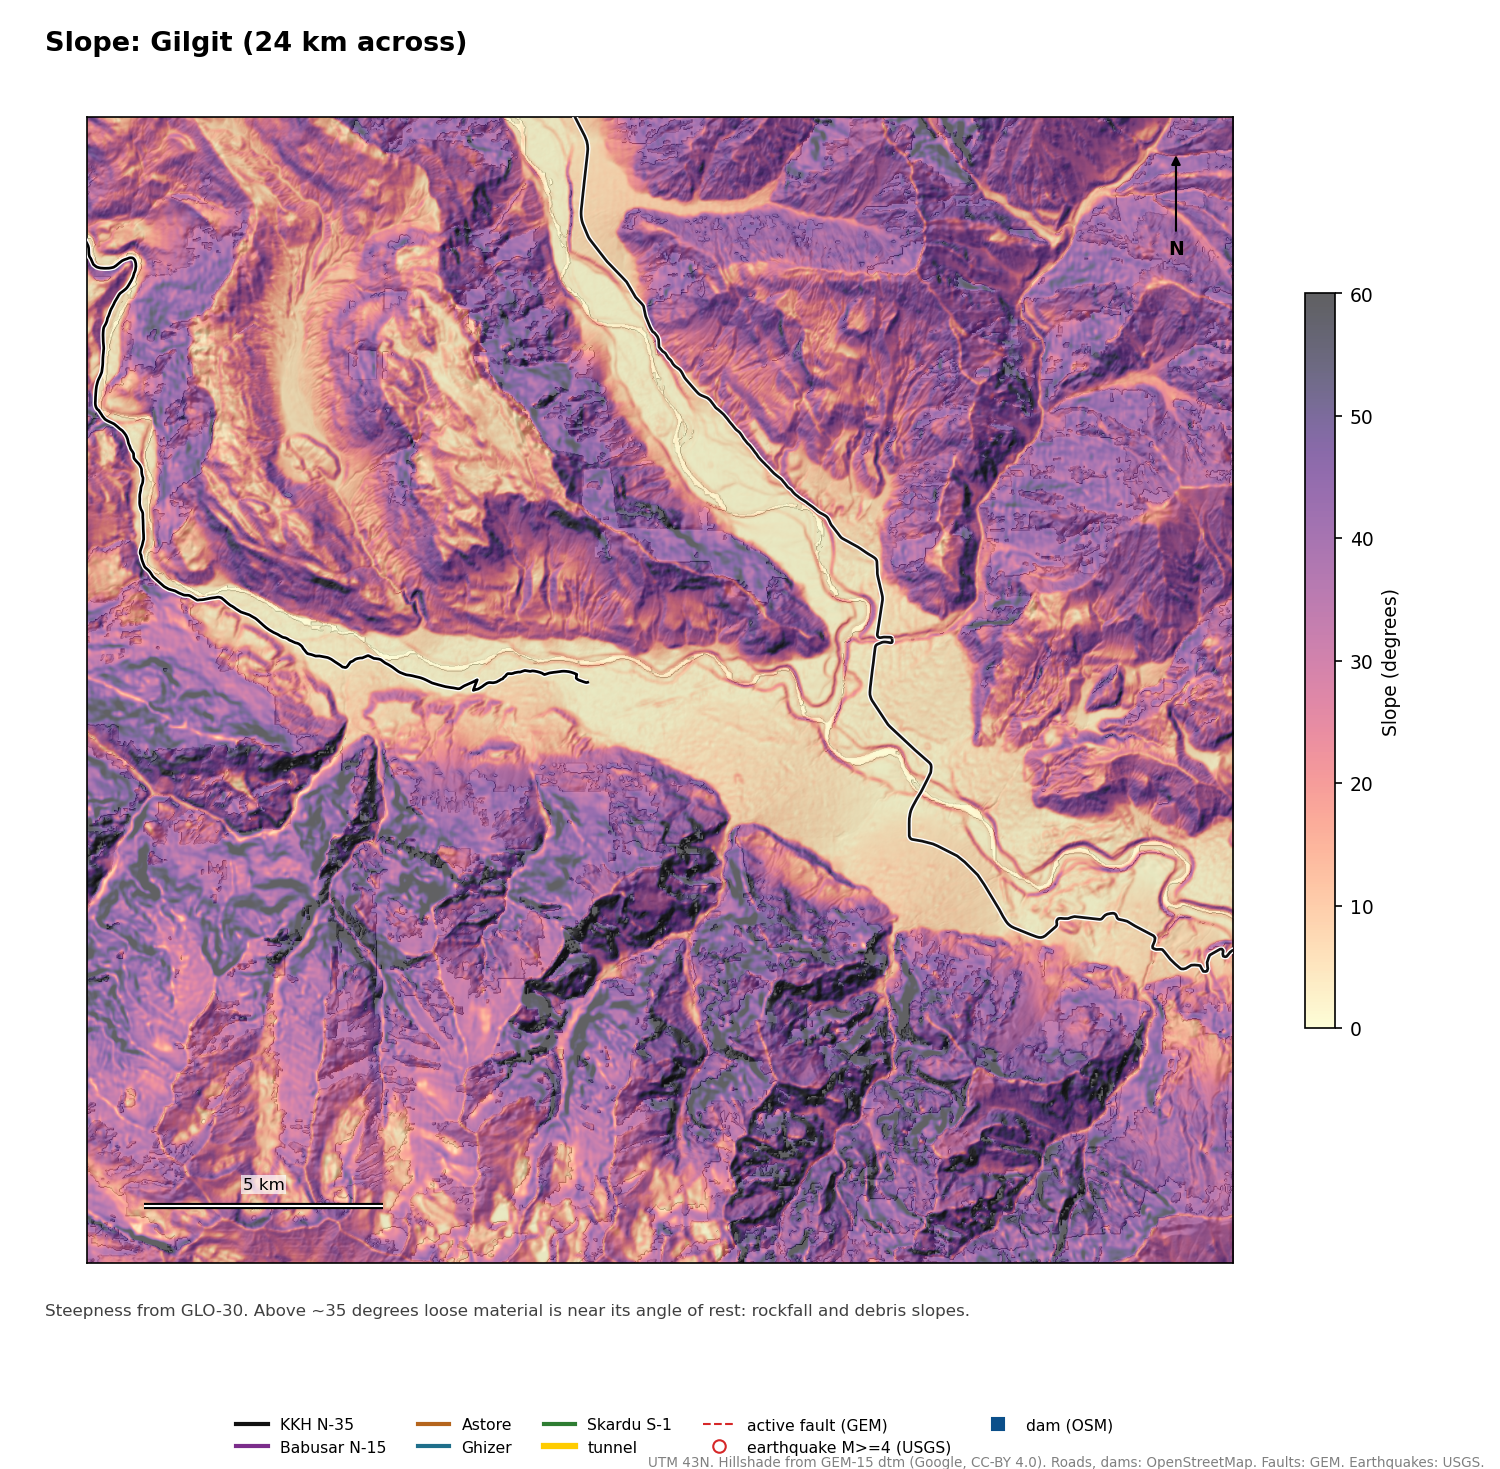 Slope: Gilgit (24 km across)
N
60
50
40
30
20
10
0
Slope (degrees)
5 km
Steepness from GLO-30. Above ~35 degrees loose material is near its angle of rest: rockfall and debris slopes.
KKH N-35
Babusar N-15
Astore
Ghizer
Skardu S-1
tunnel
active fault (GEM)
earthquake M>=4 (USGS)
dam (OSM)
UTM 43N. Hillshade from GEM-15 dtm (Google, CC-BY 4.0). Roads, dams: OpenStreetMap. Faults: GEM. Earthquakes: USGS.